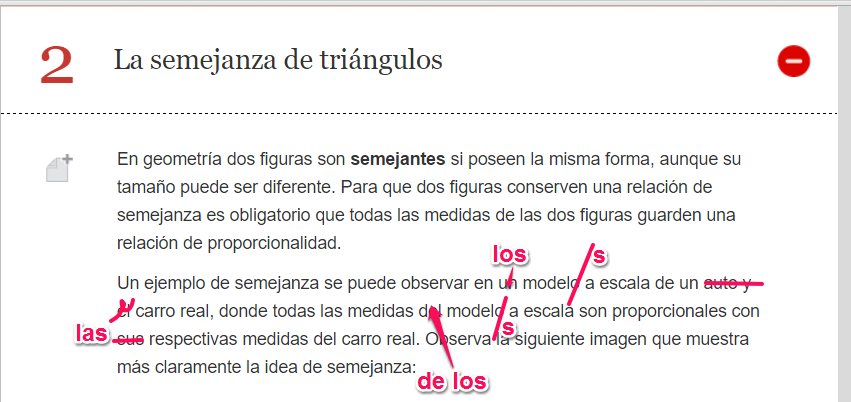 2 La semejanza de triángulos
En geometría dos figuras son semejantes si poseen la misma forma, aunque su
tamaño puede ser diferente. Para que dos figuras conserven una relación de
semejanza es obligatorio que todas las medidas de las dos figuras guarden una
relación de proporcionalidad.
los s
Un ejemplo de semejanza se puede observar en un modelo a escala de un auto y
el carro real, donde todas las medidas del modelo a escala son proporcionales con
las s
sus respectivas medidas del carro real. Observa la siguiente imagen que muestra
más claramente la idea de semejanza:
de los